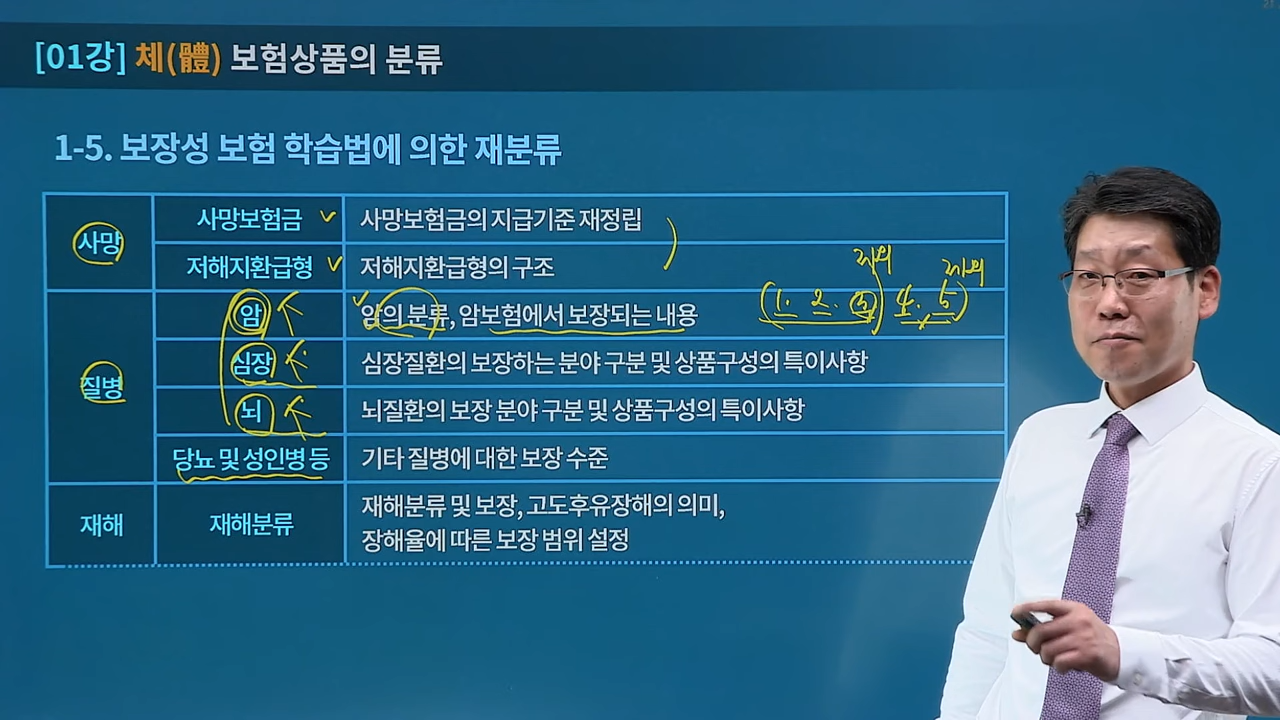 [01강] 체(體) 보험상품의 분류
1-5. 보장성 보험 학습법에 의한 재분류
사망
사망보험금
사망보험금의 지급기준 재정립
저해지환급형
저해지환급형의 구조
질병
암
암의 분류, 암보험에서 보장되는 내용
1. 2. ③ 4. 5
심장
심장질환의 보장하는 분야 구분 및 상품구성의 특이사항
뇌
뇌질환의 보장 분야 구분 및 상품구성의 특이사항
당뇨 및 성인병 등
기타 질병에 대한 보장 수준
재해
재해분류
재해분류 및 보장, 고도후유장해의 의미,
장해율에 따른 보장 범위 설정